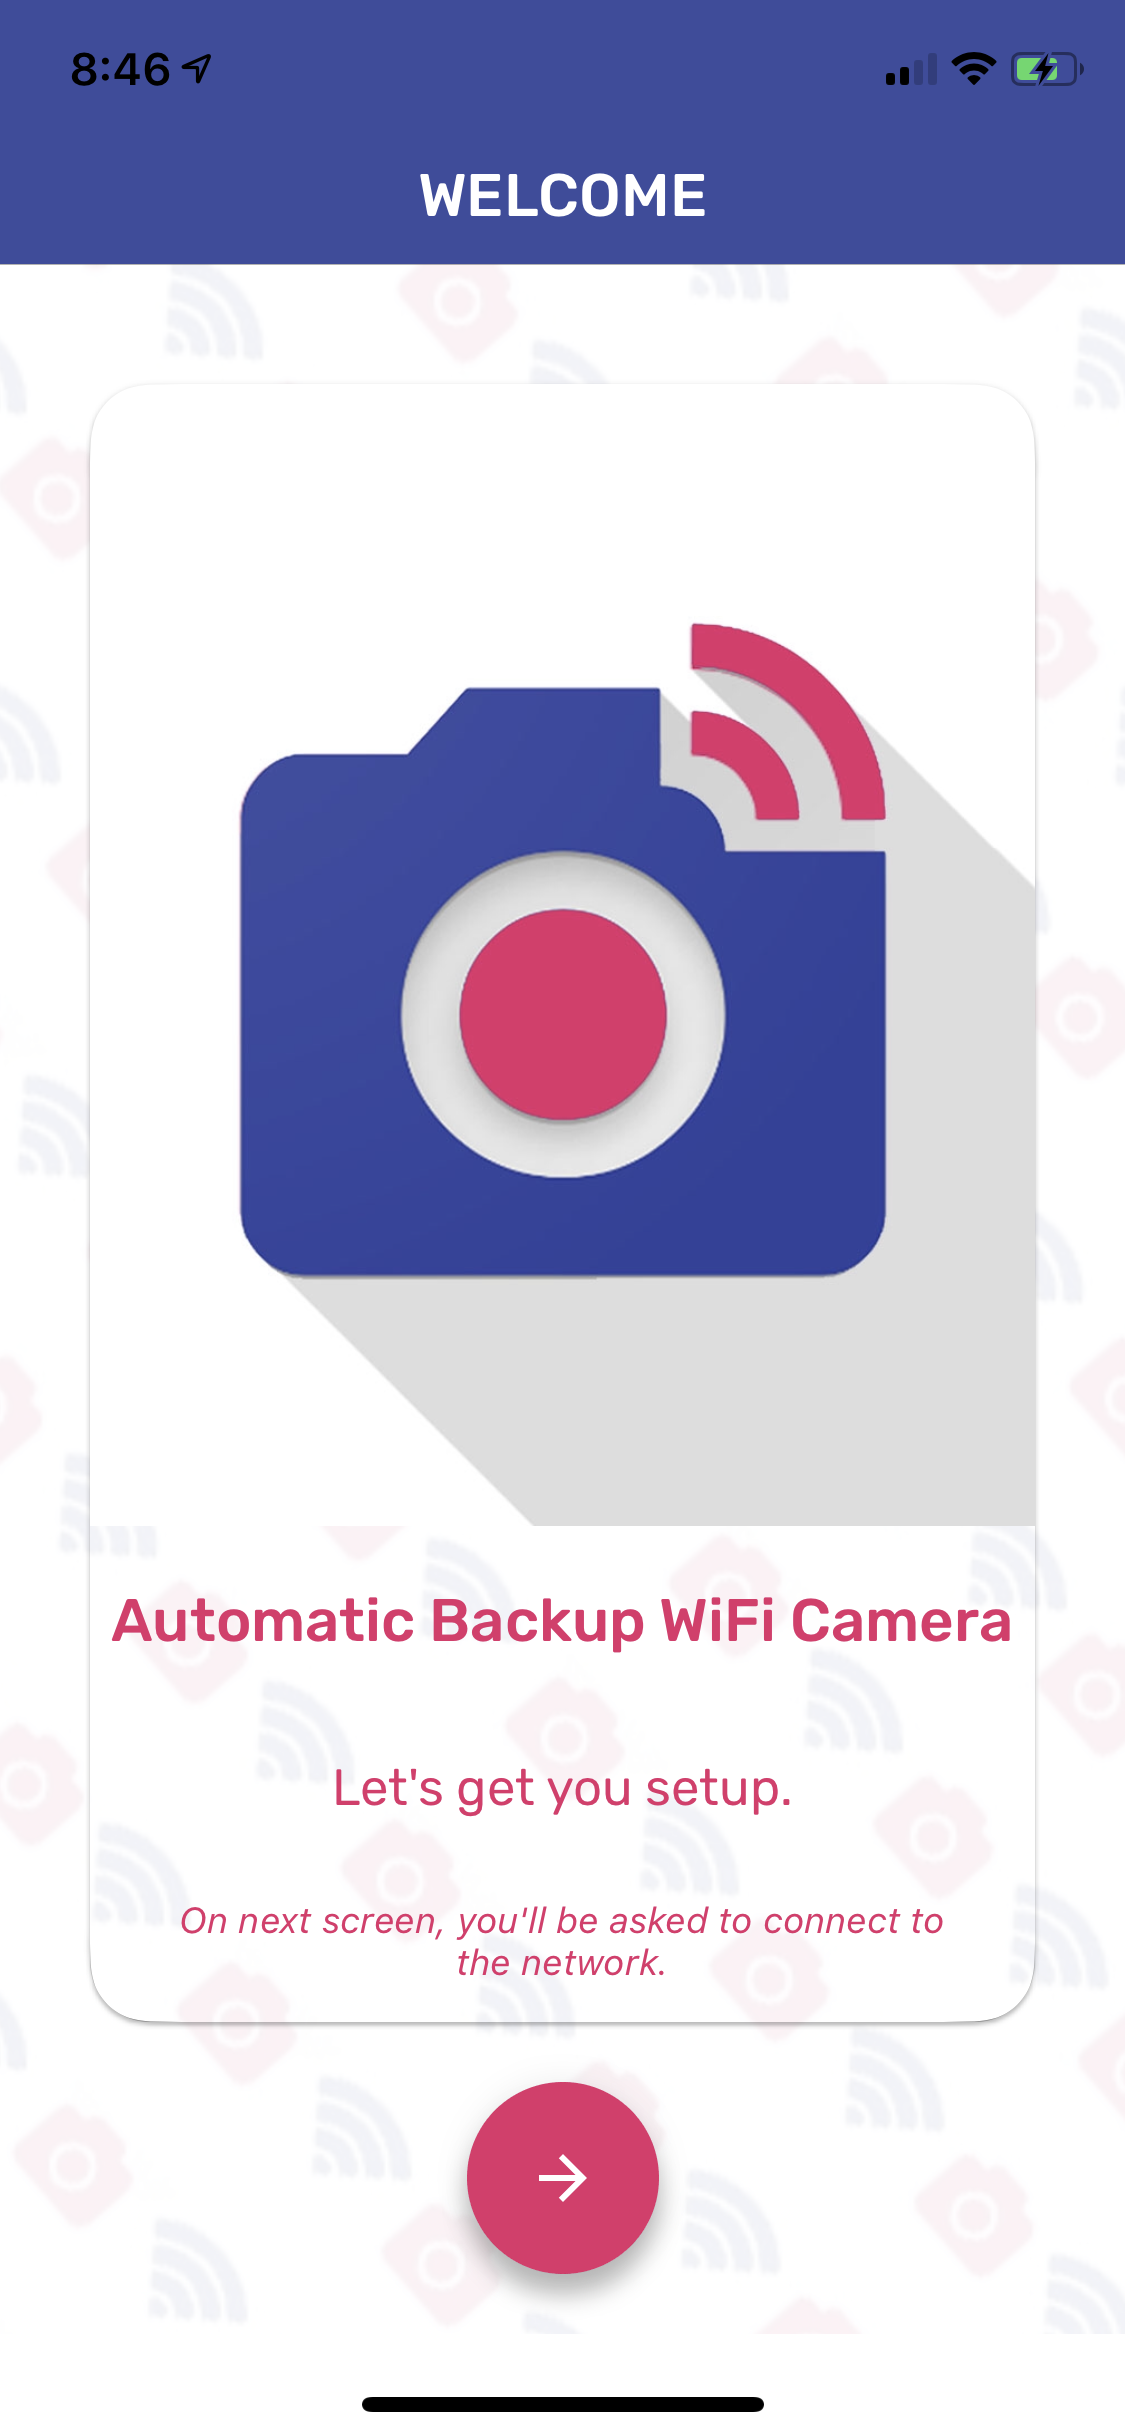 8:46
WELCOME
Automatic Backup WiFi Camera
Let's get you setup.
On next screen, you'll be asked to connect to
the network.